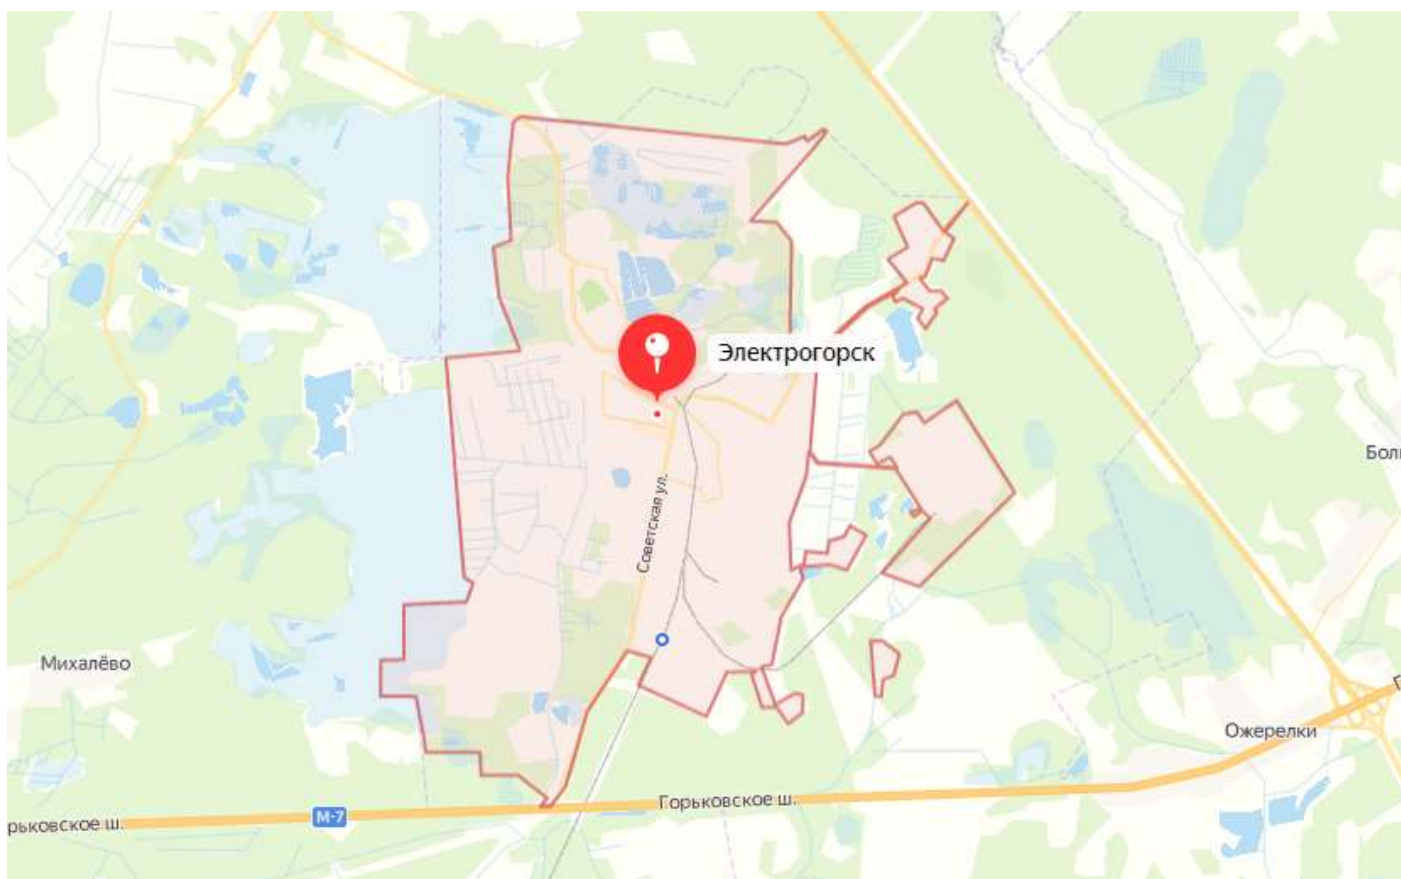 Электрогорск
Советская ул.
Михалёво
Ожерелки
Горьковское ш.
М-7
рьковское ш.
Бол